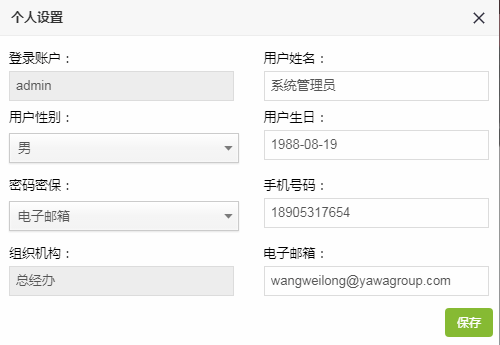 个人设置
登录账户：
用户姓名：
admin
系统管理员
用户性别：
用户生日：
男
1988-08-19
密码密保：
手机号码：
电子邮箱
18905317654
组织机构：
电子邮箱：
总经办
wangweilong@yawagroup.com
保存